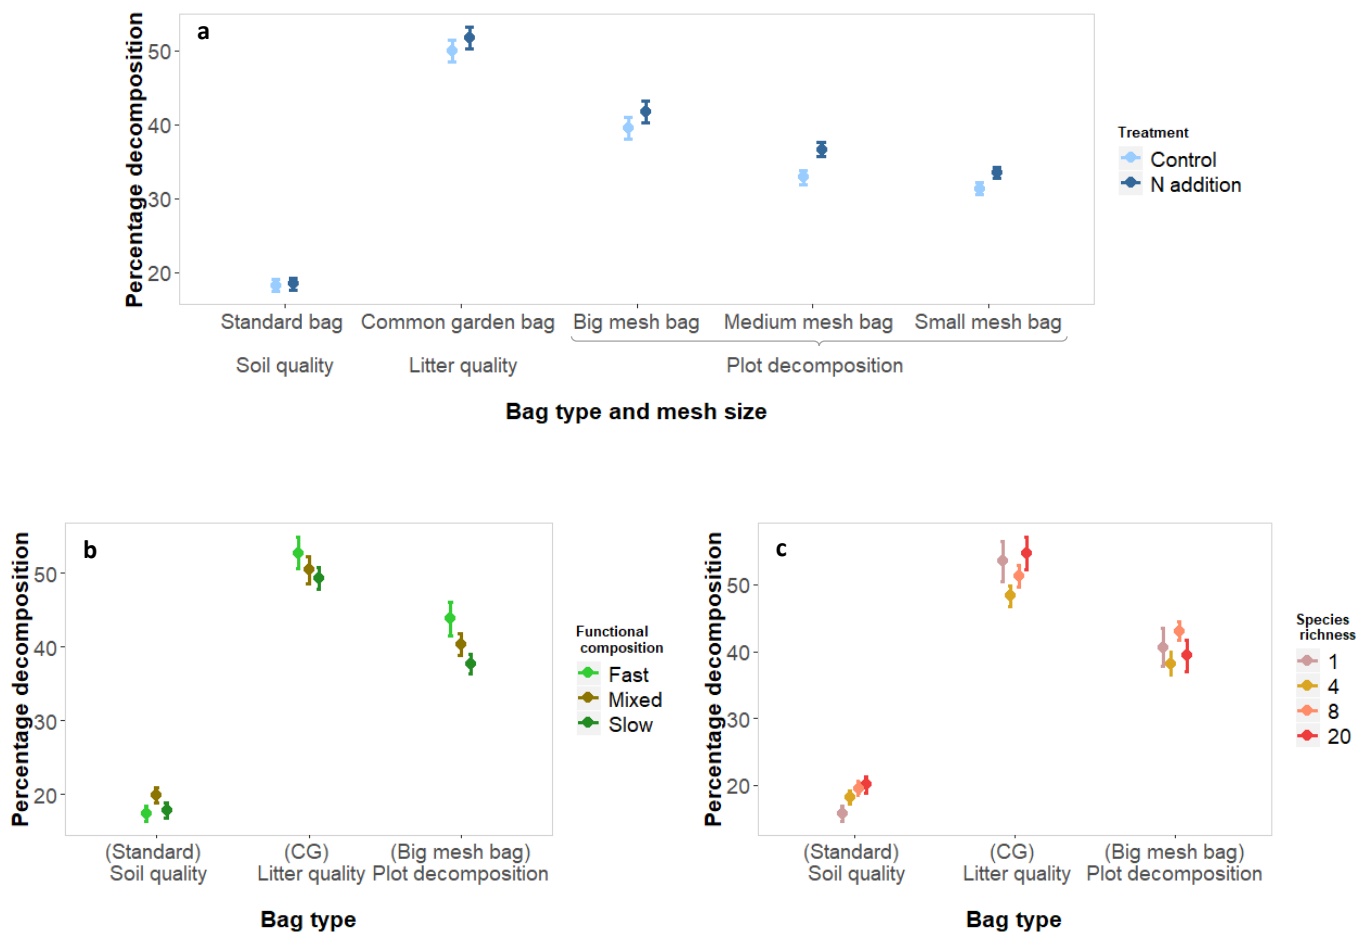 a
Percentage decomposition
50
40
30
20
Standard bag Common garden bag Big mesh bag Medium mesh bag Small mesh bag
Soil quality Litter quality Plot decomposition
Bag type and mesh size
Treatment
Control
N addition
b
Percentage decomposition
50
40
30
20
(Standard) (CG) (Big mesh bag)
Soil quality Litter quality Plot decomposition
Bag type
Functional
composition
Fast
Mixed
Slow
c
Percentage decomposition
50
40
30
20
(Standard) (CG) (Big mesh bag)
Soil quality Litter quality Plot decomposition
Bag type
Species
richness
1
4
8
20